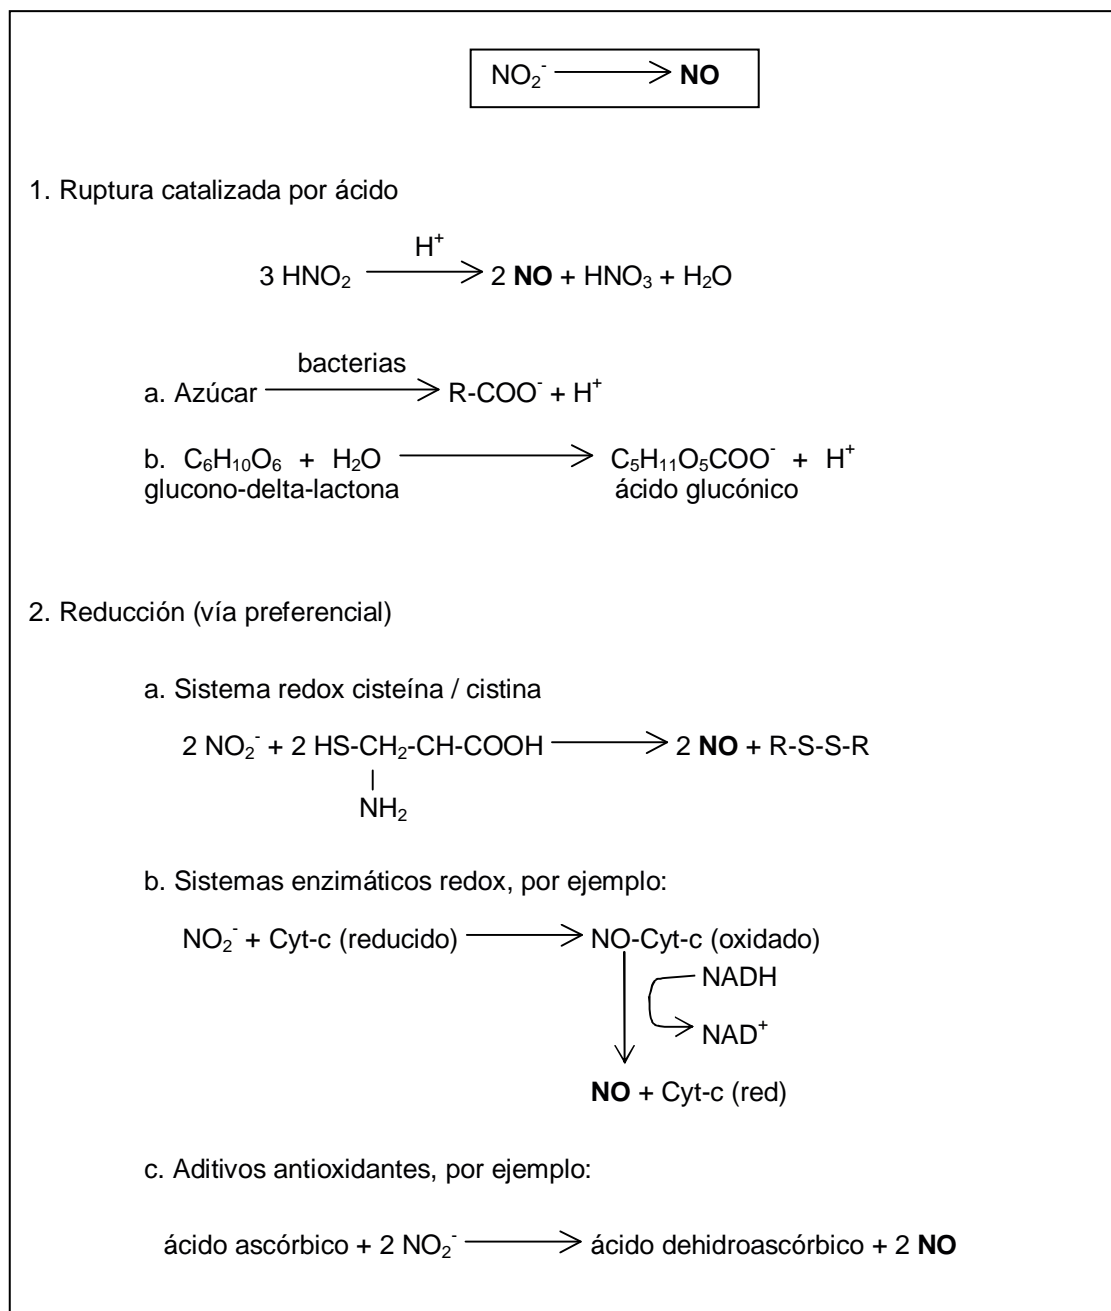 NO₂⁻ ⟶ NO
1. Ruptura catalizada por ácido
H⁺
3 HNO₂ ⟶ 2 NO + HNO₃ + H₂O
bacterias
a. Azúcar ⟶ R-COO⁻ + H⁺
b. C₆H₁₀O₆ + H₂O ⟶ C₅H₁₁O₅COO⁻ + H⁺
glucono-delta-lactona ácido glucónico
2. Reducción (vía preferencial)
a. Sistema redox cisteína / cistina
2 NO₂⁻ + 2 HS-CH₂-CH-COOH ⟶ 2 NO + R-S-S-R
|
NH₂
b. Sistemas enzimáticos redox, por ejemplo:
NO₂⁻ + Cyt-c (reducido) ⟶ NO-Cyt-c (oxidado)
NADH
NAD⁺
NO + Cyt-c (red)
c. Aditivos antioxidantes, por ejemplo:
ácido ascórbico + 2 NO₂⁻ ⟶ ácido dehidroascórbico + 2 NO